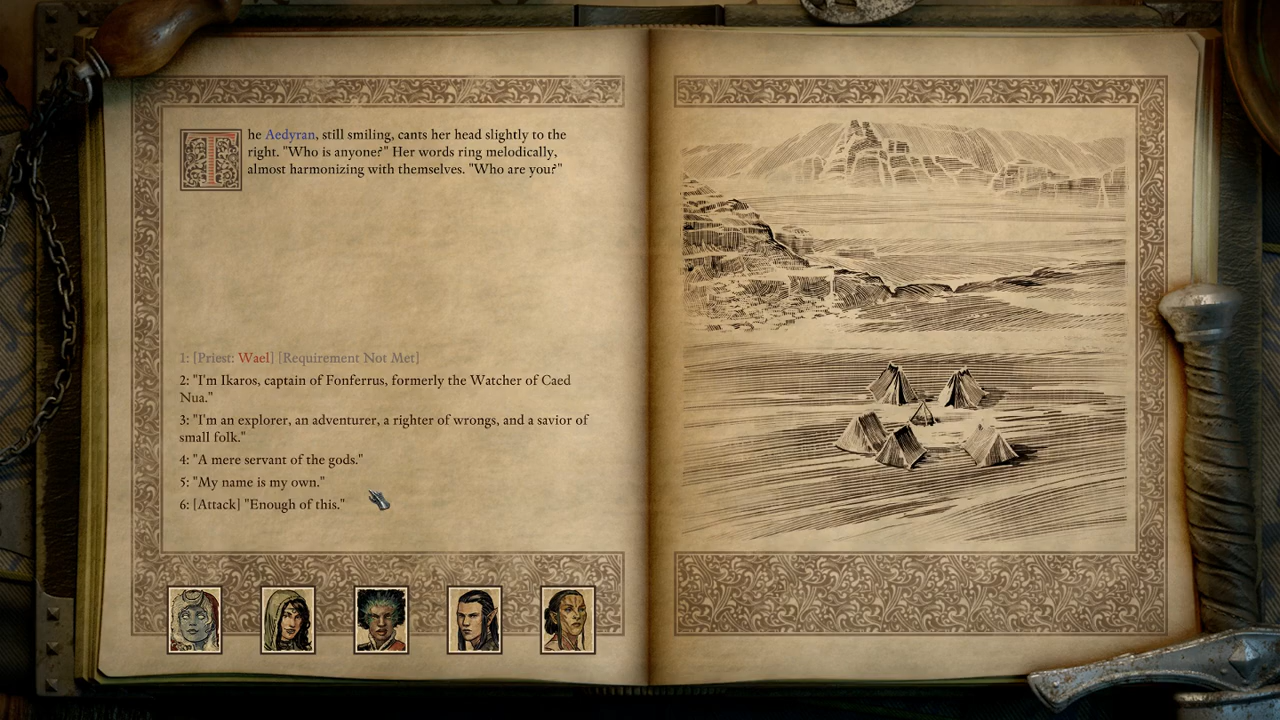 The Aedyran, still smiling, cants her head slightly to the
right. "Who is anyone?" Her words ring melodically,
almost harmonizing with themselves. "Who are you?"
1: [Priest: Wael] [Requirement Not Met]
2: "I'm Ikaros, captain of Fonferrus, formerly the Watcher of Caed
Nua."
3: "I'm an explorer, an adventurer, a righter of wrongs, and a savior of
small folk."
4: "A mere servant of the gods."
5: "My name is my own."
6: [Attack] "Enough of this."